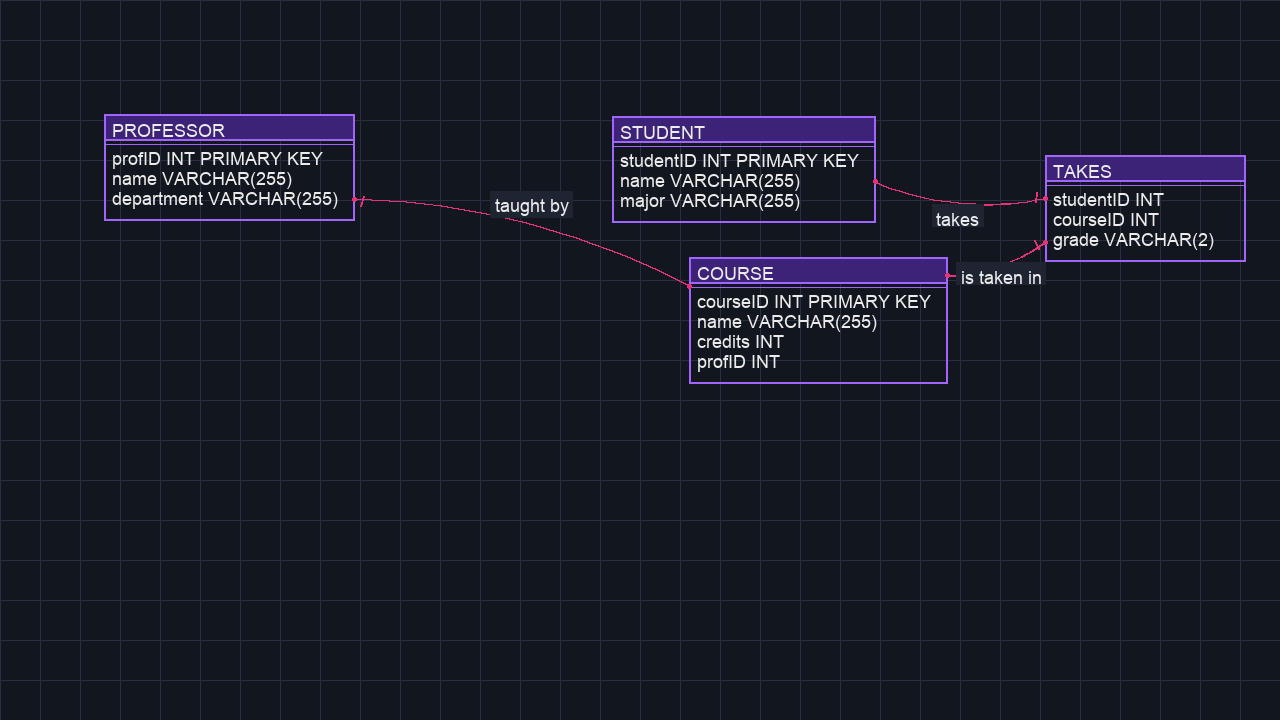 PROFESSOR
profID INT PRIMARY KEY
name VARCHAR(255)
department VARCHAR(255)
taught by
STUDENT
studentID INT PRIMARY KEY
name VARCHAR(255)
major VARCHAR(255)
takes
TAKES
studentID INT
courseID INT
grade VARCHAR(2)
is taken in
COURSE
courseID INT PRIMARY KEY
name VARCHAR(255)
credits INT
profID INT